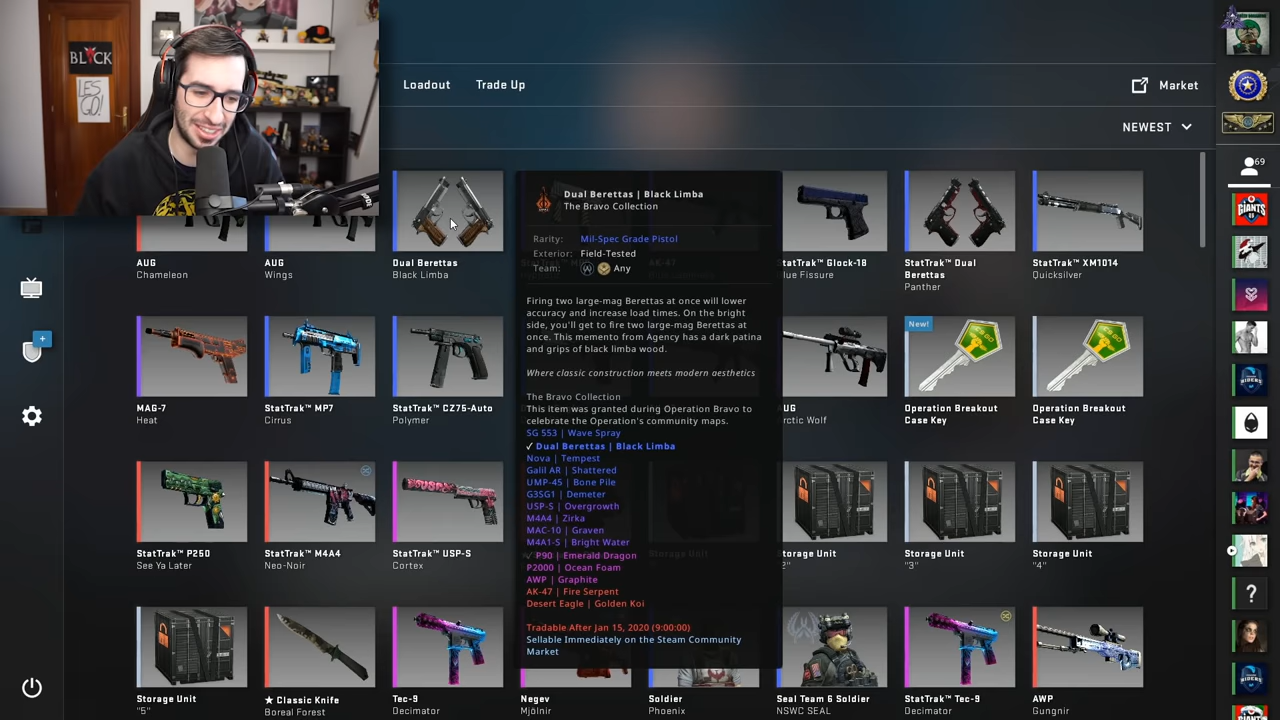 BLACK
LES
GO!
Loadout
Trade Up
Market
NEWEST
69
AUG
Chameleon
AUG
Wings
Dual Berettas
Black Limba
Dual Berettas | Black Limba
The Bravo Collection
Rarity: Mil-Spec Grade Pistol
Exterior: Field-Tested
Team: Any
Firing two large-mag Berettas at once will lower
accuracy and increase load times. On the bright
side, you'll get to fire two large-mag Berettas at
once. This memento from Agency has a dark patina
and grips of black limba wood.
Where classic construction meets modern aesthetics
The Bravo Collection
This item was granted during Operation Bravo to
celebrate the Operation's community maps.
SG 553 | Wave Spray
✓ Dual Berettas | Black Limba
Nova | Tempest
Galil AR | Shattered
UMP-45 | Bone Pile
G3SG1 | Demeter
USP-S | Overgrowth
M4A4 | Zirka
MAC-10 | Graven
M4A1-S | Bright Water
✓ P90 | Emerald Dragon
P2000 | Ocean Foam
AWP | Graphite
AK-47 | Fire Serpent
Desert Eagle | Golden Koi
Tradable After Jan 15, 2020 (9:00:00)
Sellable Immediately on the Steam Community
Market
StatTrak™ Glock-18
Blue Fissure
StatTrak™ Dual
Berettas
Panther
StatTrak™ XM1014
Quicksilver
MAG-7
Heat
StatTrak™ MP7
Cirrus
StatTrak™ CZ75-Auto
Polymer
AUG
Arctic Wolf
New!
Operation Breakout
Case Key
Operation Breakout
Case Key
StatTrak™ P250
See Ya Later
StatTrak™ M4A4
Neo-Noir
StatTrak™ USP-S
Cortex
Storage Unit
Storage Unit
"2"
Storage Unit
"3"
Storage Unit
"4"
Storage Unit
"5"
★ Classic Knife
Boreal Forest
Tec-9
Decimator
Negev
Mjölnir
Soldier
Phoenix
Seal Team 6 Soldier
NSWC SEAL
StatTrak™ Tec-9
Decimator
AWP
Gungnir
GIANTS
RIDERS
?
RIDERS